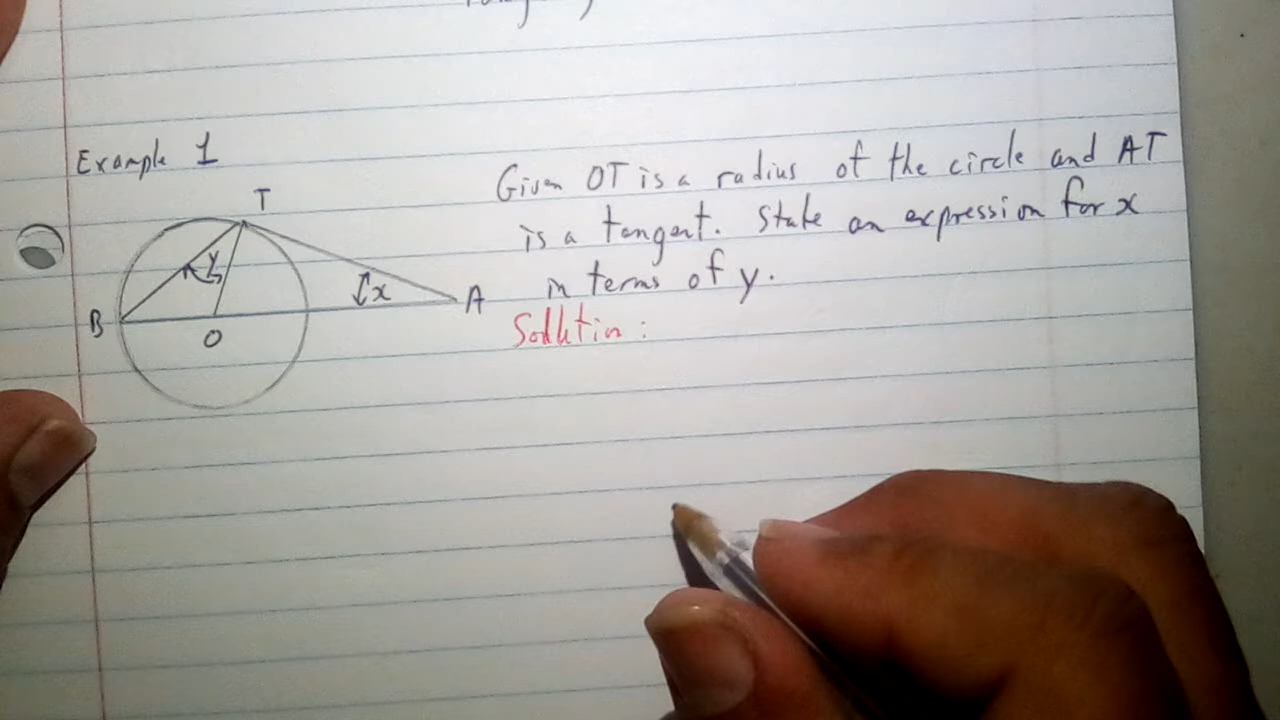 Example 1
T
y
x
A
B
O
Given OT is a radius of the circle and AT
is a tangent. State an expression for x
in terms of y.
Solution: